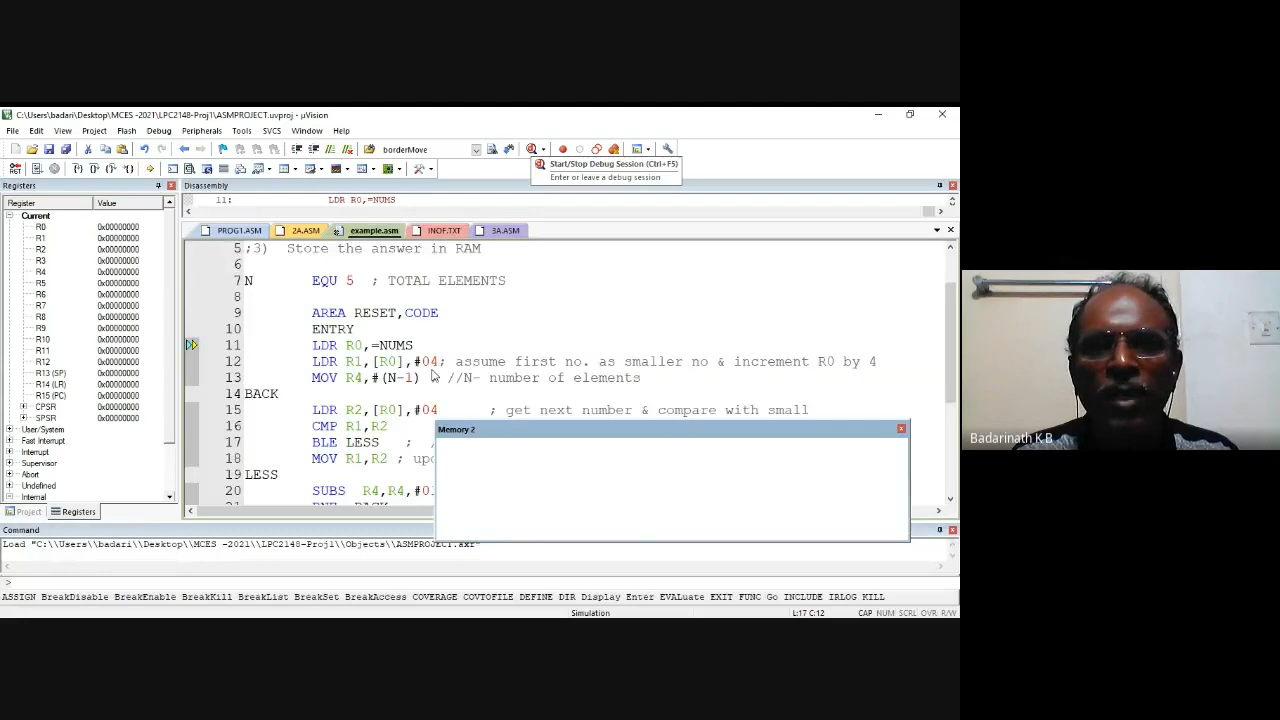 C:\Users\badari\Desktop\MCES -2021\LPC2148-Proj1\ASMPROJECT.uvproj - µVision
File Edit View Project Flash Debug Peripherals Tools SVCS Window Help
borderMove
Start/Stop Debug Session (Ctrl+F5)
Enter or leave a debug session
Registers
Register Value
Current
R0 0x00000000
R1 0x00000000
R2 0x00000000
R3 0x00000000
R4 0x00000000
R5 0x00000000
R6 0x00000000
R7 0x00000000
R8 0x00000000
R9 0x00000000
R10 0x00000000
R11 0x00000000
R12 0x00000000
R13 (SP) 0x00000000
R14 (LR) 0x00000000
R15 (PC) 0x00000000
CPSR
SPSR
User/System
Fast Interrupt
Interrupt
Supervisor
Abort
Undefined
Internal
Project Registers
Disassembly
11: LDR R0,=NUMS
PROG1.ASM 2A.ASM example.asm INOF.TXT 3A.ASM
5 ;3) Store the answer in RAM
6
7 N EQU 5 ; TOTAL ELEMENTS
8
9 AREA RESET,CODE
10 ENTRY
11 LDR R0,=NUMS
12 LDR R1,[R0],#04; assume first no. as smaller no & increment R0 by 4
13 MOV R4,#(N-1) //N- number of elements
14 BACK
15 LDR R2,[R0],#04 ; get next number & compare with small
16 CMP R1,R2
17 BLE LESS ; /
18 MOV R1,R2 ; upd
19 LESS
20 SUBS R4,R4,#01
Memory 2
Command
Load "C:\\Users\\badari\\Desktop\\MCES -2021\\LPC2148-Proj1\\Objects\\ASMPROJECT.axf"
>
ASSIGN BreakDisable BreakEnable BreakKill BreakList BreakSet BreakAccess COVERAGE COVTOFILE DEFINE DIR Display Enter EVALuate EXIT FUNC Go INCLUDE IRLOG KILL
Simulation L:17 C:12 CAP NUM SCRL OVR R/W
Badarinath K.B